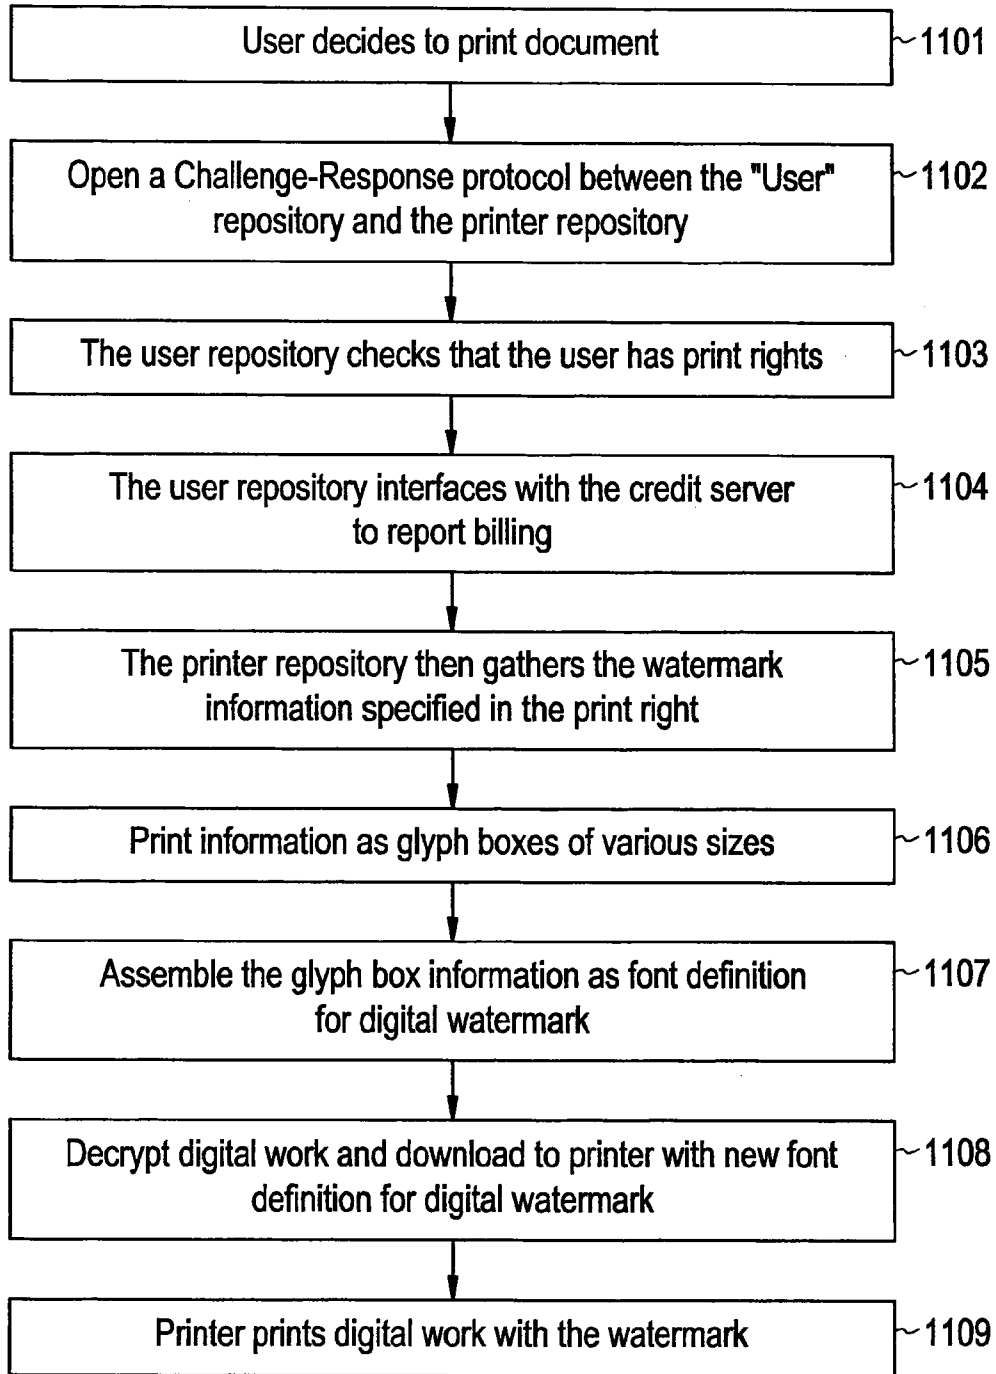 User decides to print document
1101
Open a Challenge-Response protocol between the "User"
repository and the printer repository
1102
The user repository checks that the user has print rights
1103
The user repository interfaces with the credit server
to report billing
1104
The printer repository then gathers the watermark
information specified in the print right
1105
Print information as glyph boxes of various sizes
1106
Assemble the glyph box information as font definition
for digital watermark
1107
Decrypt digital work and download to printer with new font
definition for digital watermark
1108
Printer prints digital work with the watermark
1109